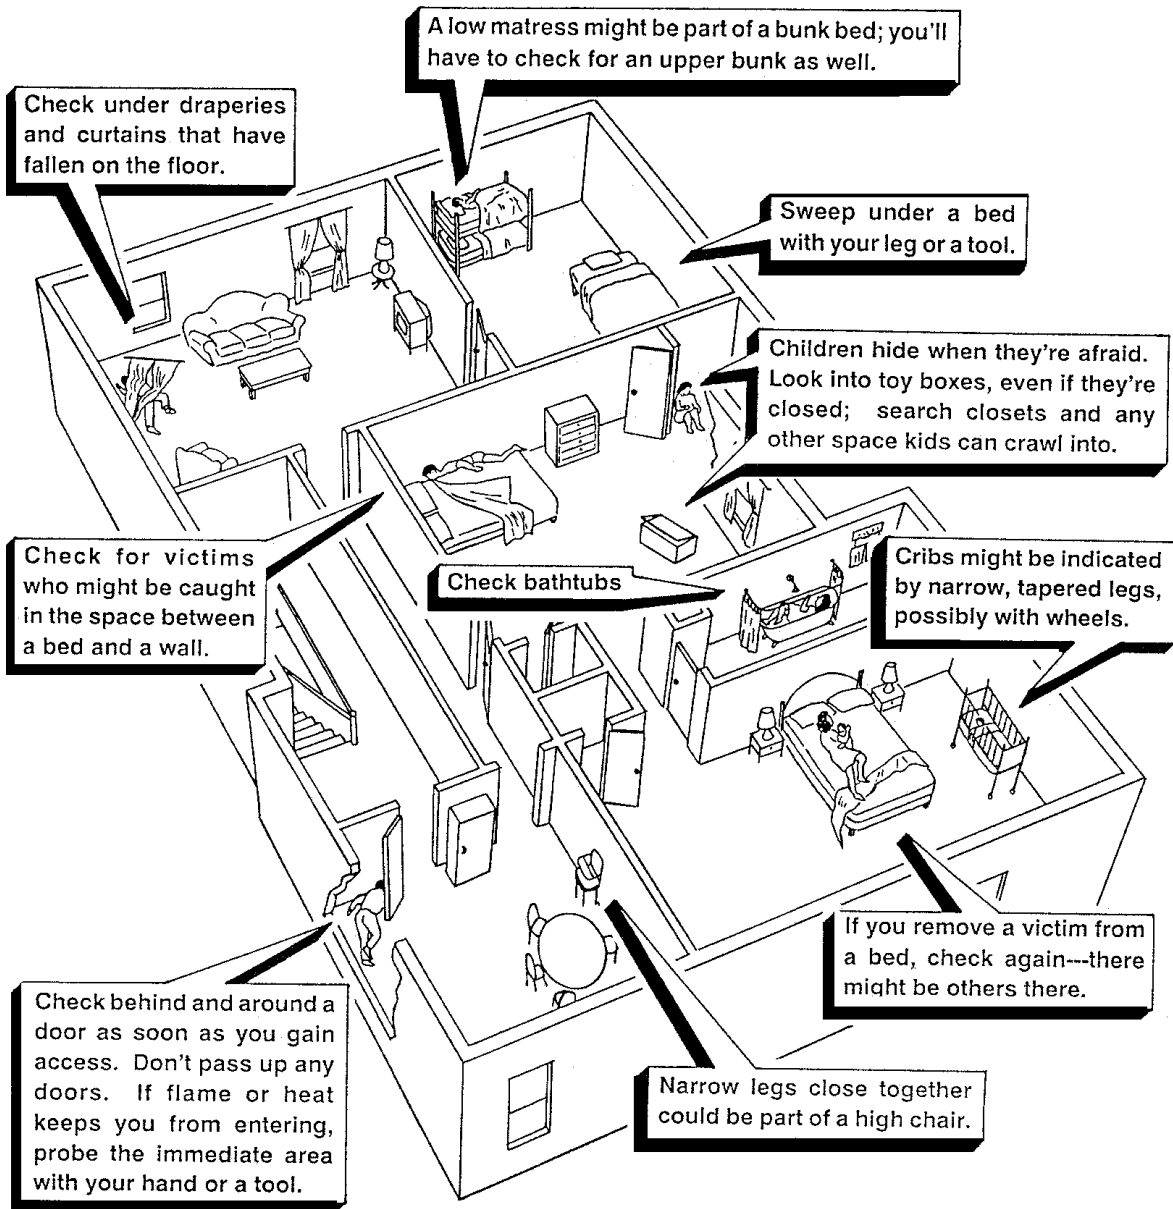 A low matress might be part of a bunk bed; you'll
have to check for an upper bunk as well.
Check under draperies
and curtains that have
fallen on the floor.
Sweep under a bed
with your leg or a tool.
Children hide when they're afraid.
Look into toy boxes, even if they're
closed; search closets and any
other space kids can crawl into.
Check for victims
who might be caught
in the space between
a bed and a wall.
Check bathtubs
Cribs might be indicated
by narrow, tapered legs,
possibly with wheels.
If you remove a victim from
a bed, check again---there
might be others there.
Check behind and around a
door as soon as you gain
access. Don't pass up any
doors. If flame or heat
keeps you from entering,
probe the immediate area
with your hand or a tool.
Narrow legs close together
could be part of a high chair.